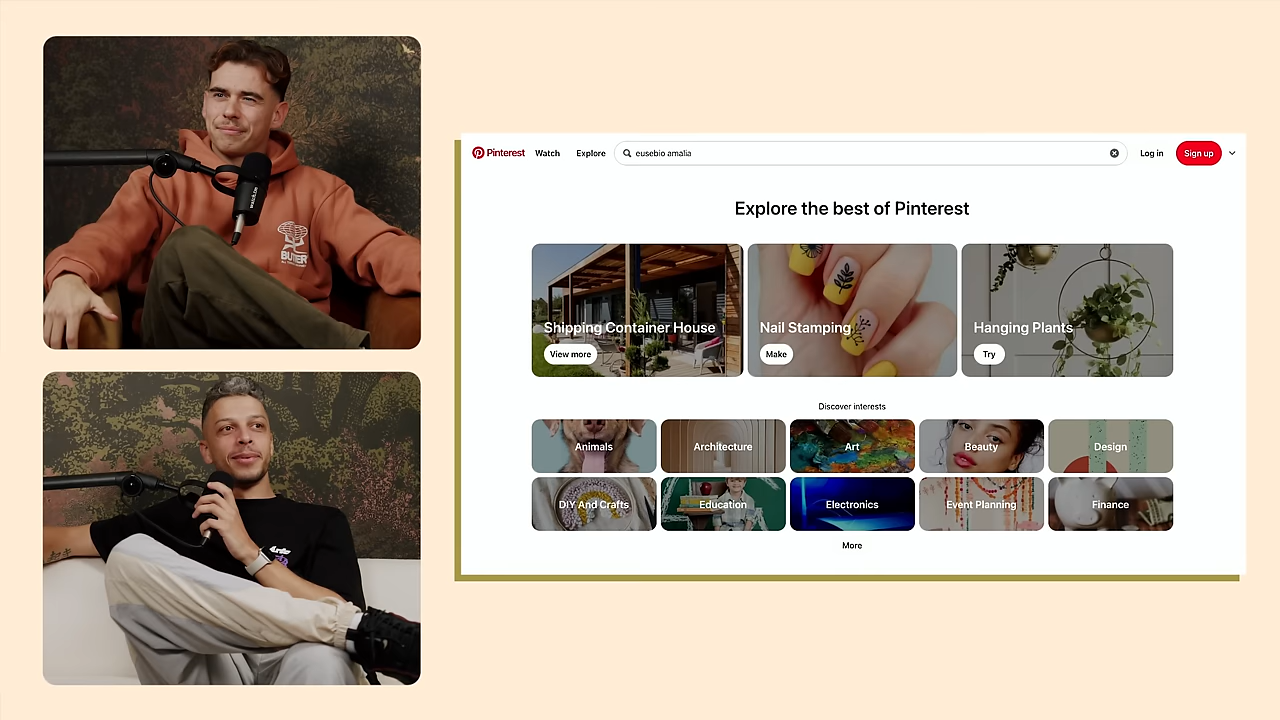 BUTTER
Pinterest
Watch
Explore
eusebio amalia
Log in
Sign up
Explore the best of Pinterest
Shipping Container House
View more
Nail Stamping
Make
Hanging Plants
Try
Discover interests
Animals
Architecture
Art
Beauty
Design
DIY And Crafts
Education
Electronics
Event Planning
Finance
More